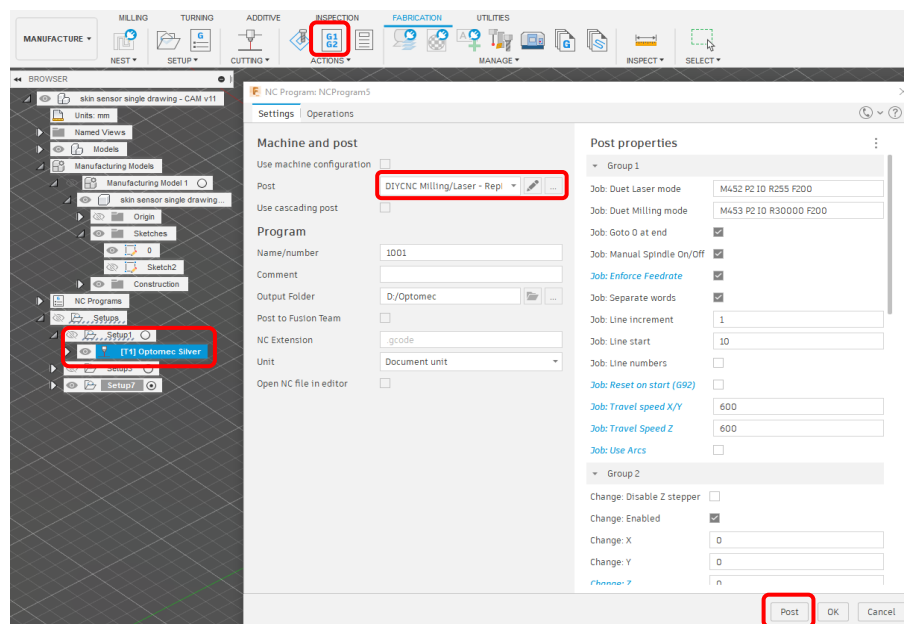 MILLING TURNING ADDITIVE INSPECTION FABRICATION UTILITIES
MANUFACTURE
G
G1
G2
G
G
NEST SETUP CUTTING ACTIONS MANAGE INSPECT SELECT
BROWSER
skin sensor single drawing - CAM v11
Units: mm
Named Views
Models
Manufacturing Models
Manufacturing Model 1
skin sensor single drawing...
Origin
Sketches
0
Sketch2
Construction
NC Programs
Setups
Setup1
[T1] Optomec Silver
Setup3
Setup7
NC Program: NCProgram5
Settings Operations
Machine and post
Use machine configuration
Post DIYCNC Milling/Laser - Repl ...
Use cascading post
Program
Name/number 1001
Comment
Output Folder D:/Optomec ...
Post to Fusion Team
NC Extension .gcode
Unit Document unit
Open NC file in editor
Post properties
Group 1
Job: Duet Laser mode M452 P2 I0 R255 F200
Job: Duet Milling mode M453 P2 I0 R30000 F200
Job: Goto 0 at end
Job: Manual Spindle On/Off
Job: Enforce Feedrate
Job: Separate words
Job: Line increment 1
Job: Line start 10
Job: Line numbers
Job: Reset on start (G92)
Job: Travel speed X/Y 600
Job: Travel Speed Z 600
Job: Use Arcs
Group 2
Change: Disable Z stepper
Change: Enabled
Change: X 0
Change: Y 0
Change: Z 0
Post OK Cancel